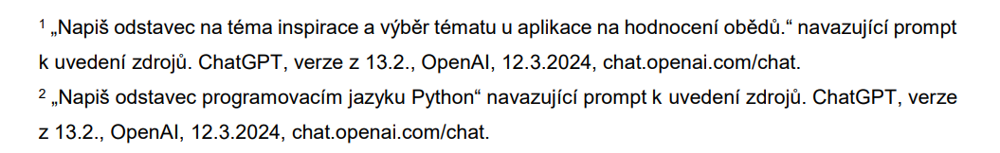 ¹ „Napiš odstavec na téma inspirace a výběr tématu u aplikace na hodnocení obědů.“ navazující prompt
k uvedení zdrojů. ChatGPT, verze z 13.2., OpenAI, 12.3.2024, chat.openai.com/chat.
² „Napiš odstavec programovacím jazyku Python“ navazující prompt k uvedení zdrojů. ChatGPT, verze
z 13.2., OpenAI, 12.3.2024, chat.openai.com/chat.